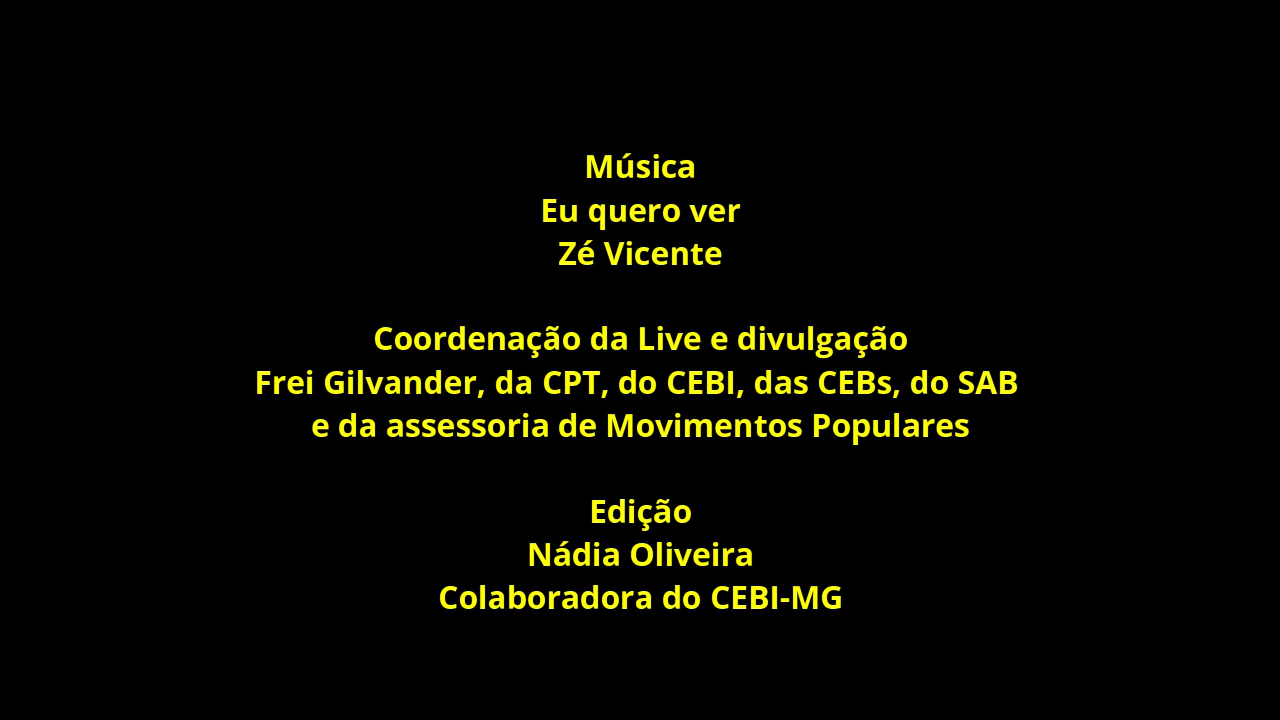 Música
Eu quero ver
Zé Vicente
Coordenação da Live e divulgação
Frei Gilvander, da CPT, do CEBI, das CEBs, do SAB
e da assessoria de Movimentos Populares
Edição
Nádia Oliveira
Colaboradora do CEBI-MG